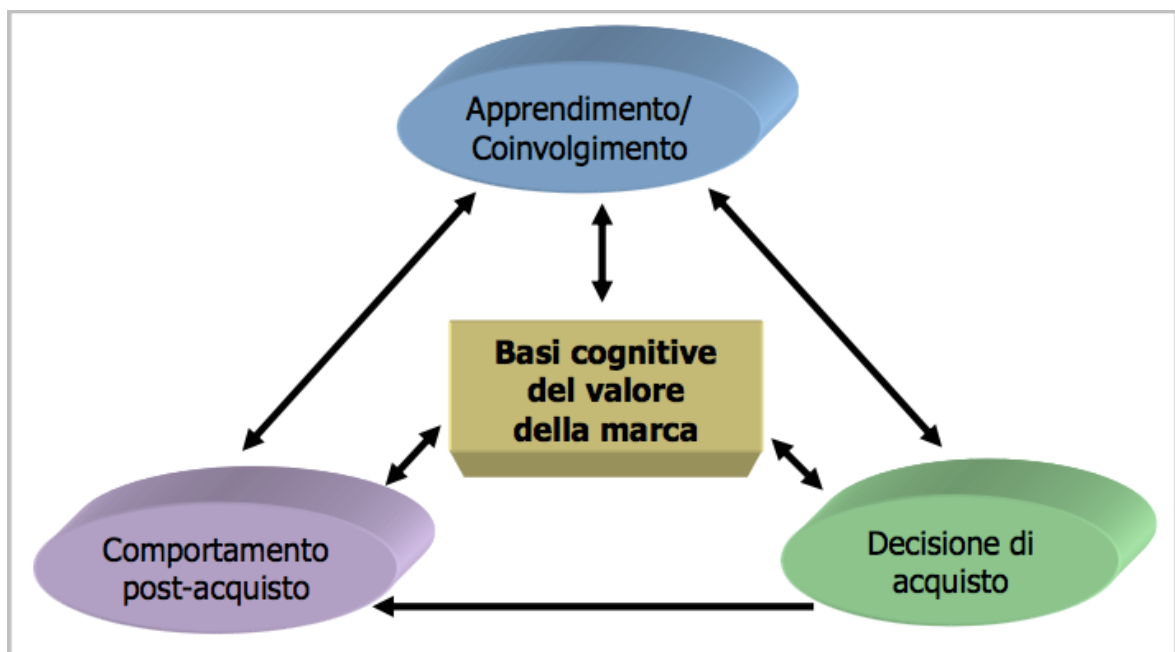 Apprendimento/
Coinvolgimento
Basi cognitive
del valore
della marca
Comportamento
post-acquisto
Decisione di
acquisto